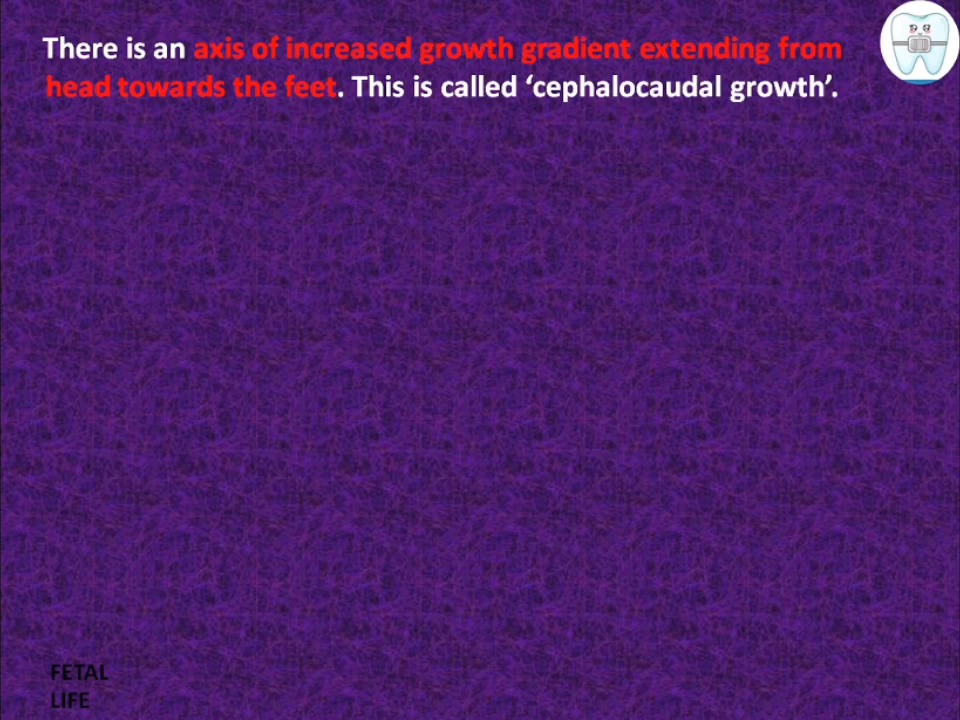 There is an axis of increased growth gradient extending from
head towards the feet. This is called ‘cephalocaudal growth’.
FETAL
LIFE